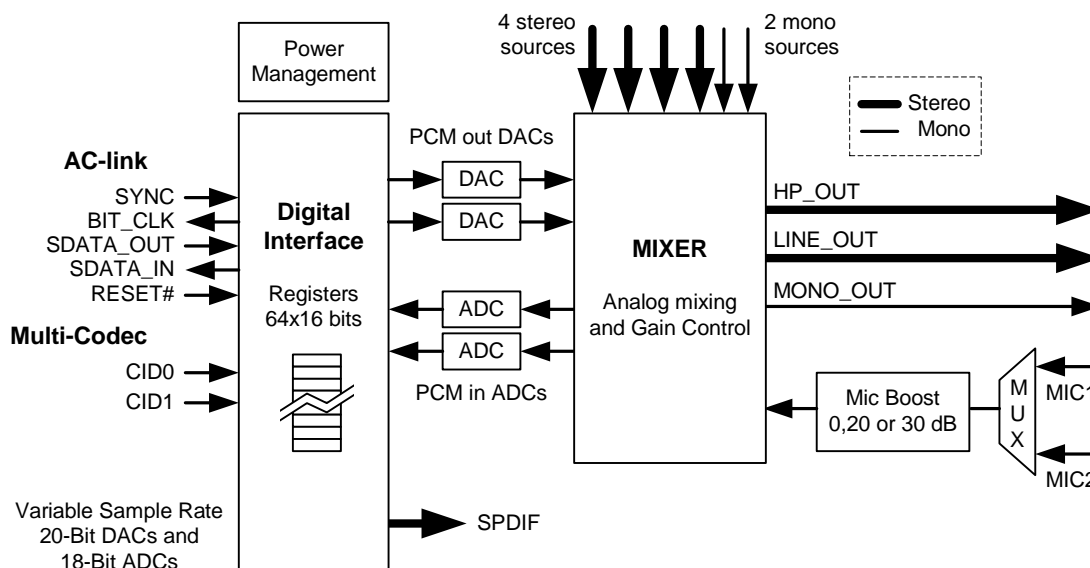 4 stereo
sources
2 mono
sources
Power
Management
Stereo
Mono
PCM out DACs
AC-link
SYNC
BIT_CLK
SDATA_OUT
SDATA_IN
RESET#
Multi-Codec
CID0
CID1
Digital
Interface
Registers
64x16 bits
DAC
DAC
ADC
ADC
PCM in ADCs
MIXER
Analog mixing
and Gain Control
HP_OUT
LINE_OUT
MONO_OUT
Mic Boost
0,20 or 30 dB
MUX
MIC1
MIC2
Variable Sample Rate
20-Bit DACs and
18-Bit ADCs
SPDIF